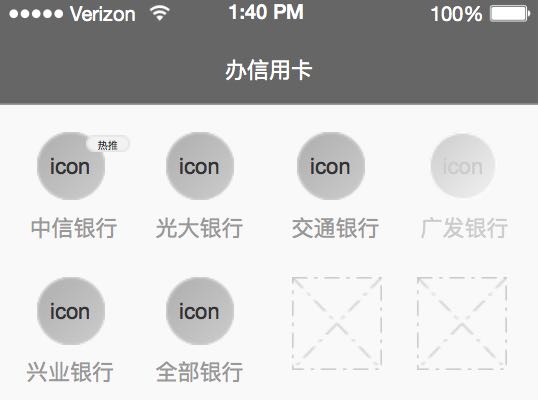 Verizon 1:40 PM 100%
办信用卡
热推
icon icon icon icon
中信银行 光大银行 交通银行 广发银行
icon icon
兴业银行 全部银行